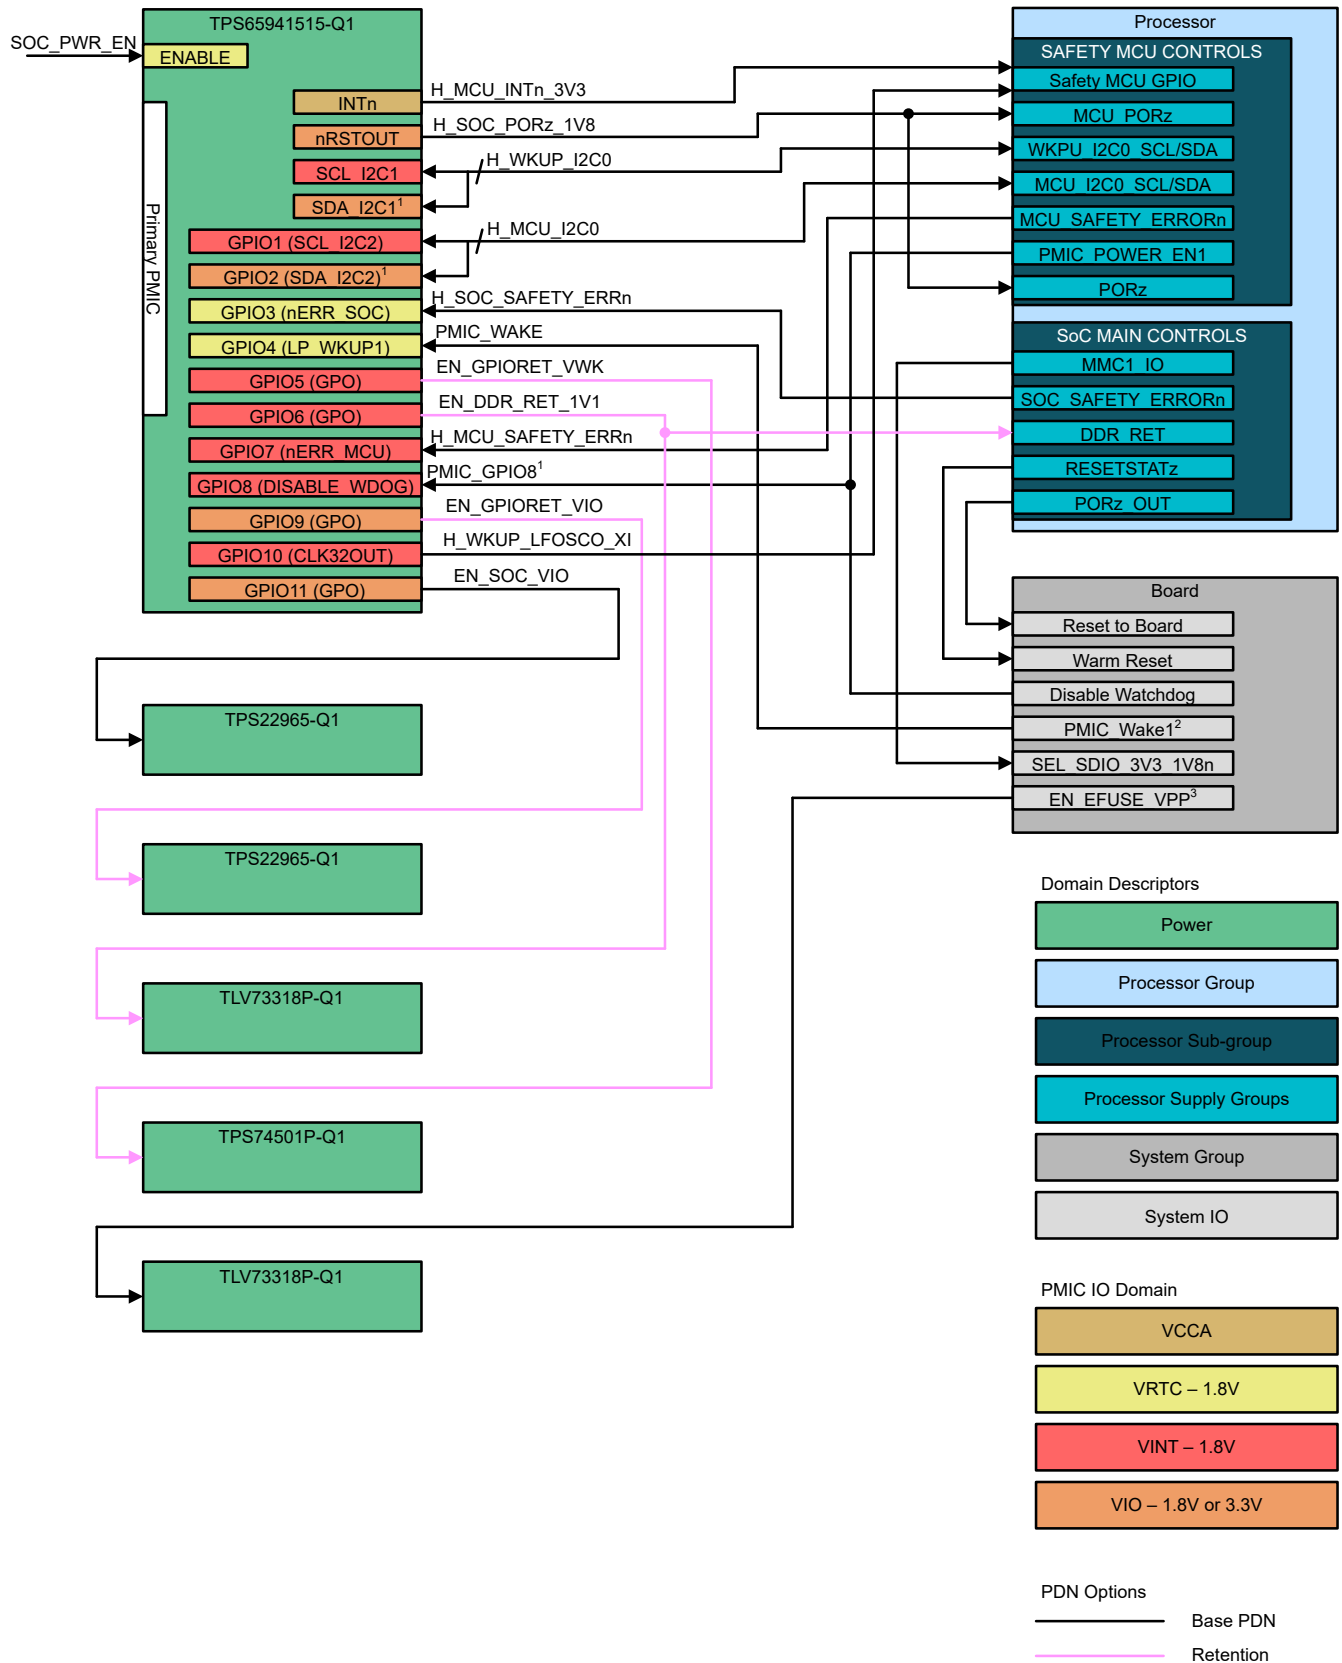 TPS65941515-Q1
SOC_PWR_EN
ENABLE
Primary PMIC
INTn
H_MCU_INTn_3V3
nRSTOUT
H_SOC_PORz_1V8
SCL_I2C1
H_WKUP_I2C0
SDA_I2C1¹
GPIO1 (SCL_I2C2)
H_MCU_I2C0
GPIO2 (SDA_I2C2)¹
GPIO3 (nERR_SOC)
H_SOC_SAFETY_ERRn
GPIO4 (LP_WKUP1)
PMIC_WAKE
GPIO5 (GPO)
EN_GPIORET_VWK
GPIO6 (GPO)
EN_DDR_RET_1V1
GPIO7 (nERR_MCU)
H_MCU_SAFETY_ERRn
GPIO8 (DISABLE_WDOG)
PMIC_GPIO8¹
GPIO9 (GPO)
EN_GPIORET_VIO
GPIO10 (CLK32OUT)
H_WKUP_LFOSCO_XI
GPIO11 (GPO)
EN_SOC_VIO
TPS22965-Q1
TPS22965-Q1
TLV73318P-Q1
TPS74501P-Q1
TLV73318P-Q1
Processor
SAFETY MCU CONTROLS
Safety MCU GPIO
MCU_PORz
WKPU_I2C0_SCL/SDA
MCU_I2C0_SCL/SDA
MCU_SAFETY_ERRORn
PMIC_POWER_EN1
PORz
SoC MAIN CONTROLS
MMC1_IO
SOC_SAFETY_ERRORn
DDR_RET
RESETSTATz
PORz_OUT
Board
Reset to Board
Warm Reset
Disable Watchdog
PMIC_Wake1²
SEL_SDIO_3V3_1V8n
EN_EFUSE_VPP³
Domain Descriptors
Power
Processor Group
Processor Sub-group
Processor Supply Groups
System Group
System IO
PMIC IO Domain
VCCA
VRTC – 1.8V
VINT – 1.8V
VIO – 1.8V or 3.3V
PDN Options
Base PDN
Retention